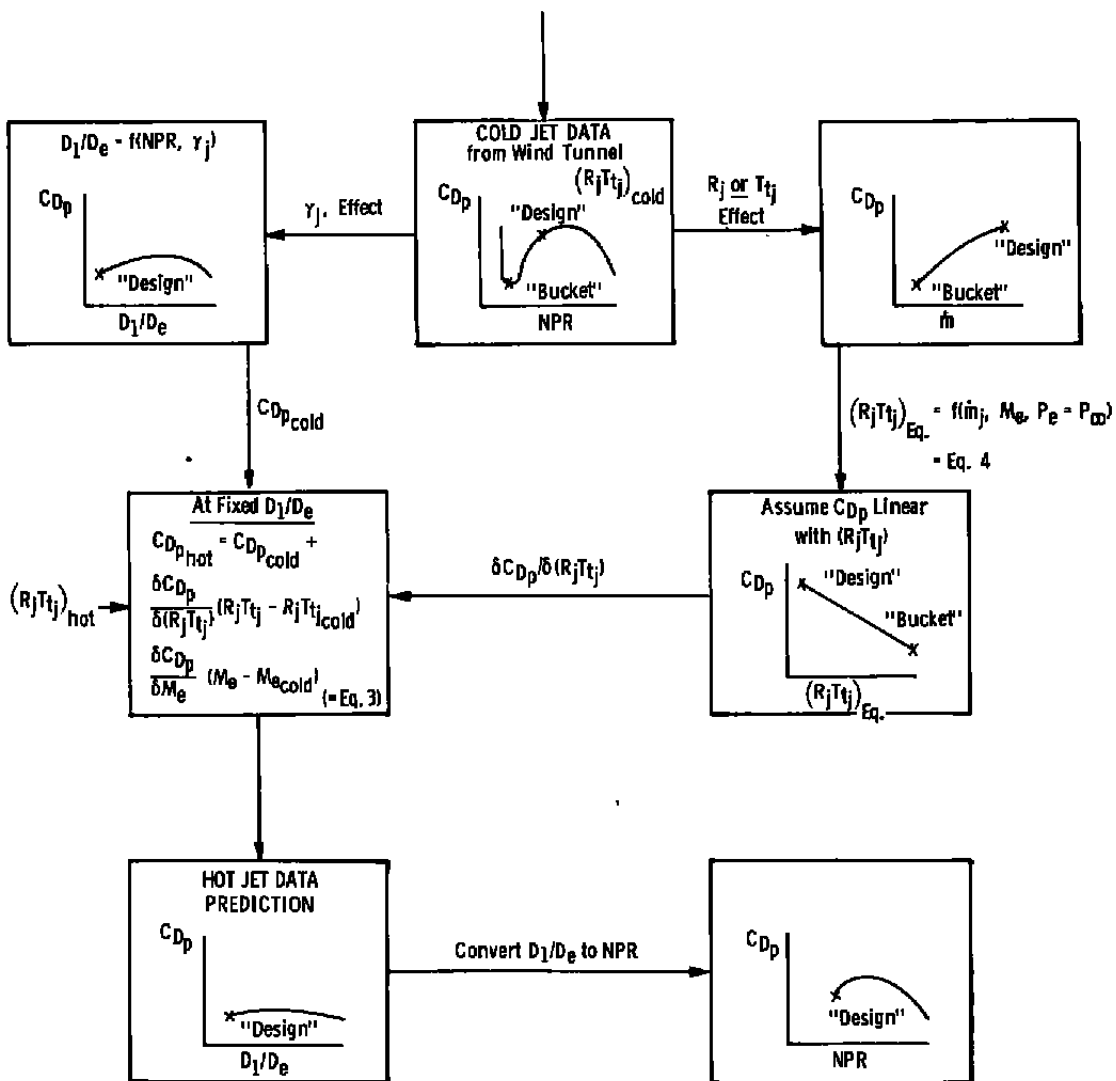 D1/De - f(NPR, γj)
CDp
"Design"
D1/De
γj, Effect
COLD JET DATA
from Wind Tunnel
(RjTtj)cold
CDp
"Design"
"Bucket"
NPR
Rj or Ttj
Effect
CDp
"Design"
"Bucket"
ṁ
CDpcold
(RjTtj)Eq. = f(ṁj, Me, Pe = P∞)
= Eq. 4
(RjTtj)hot
At Fixed D1/De
CDphot = CDpcold +
δCDp/δ(RjTtj) (RjTtj - RjTtjcold)
δCDp/δMe (Me - Mecold) (=Eq. 3)
δCDp/δ(RjTtj)
Assume CDp Linear
with (RjTtj)
CDp
"Design"
"Bucket"
(RjTtj)Eq.
HOT JET DATA
PREDICTION
CDp
"Design"
D1/De
Convert D1/De to NPR
CDp
"Design"
NPR